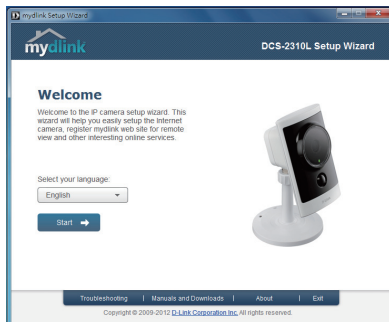 mydlink Setup Wizard
mydlink
DCS-2310L Setup Wizard
Welcome
Welcome to the IP camera setup wizard. This
wizard will help you easily setup the Internet
camera, register mydlink web site for remote
view and other interesting online services.
Select your language:
English
Start
Troubleshooting | Manuals and Downloads | About | Exit
Copyright © 2009-2012 D-Link Corporation Inc. All rights reserved.